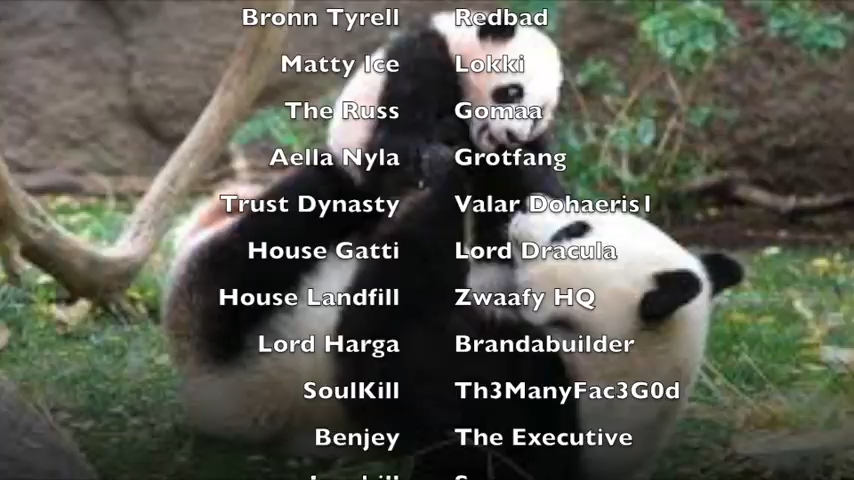 Bronn Tyrell Redbad
Matty Ice Lokki
The Russ Gomaa
Aella Nyla Grotfang
Trust Dynasty Valar Dohaeris1
House Gatti Lord Dracula
House Landfill Zwaafy HQ
Lord Harga Brandabuilder
SoulKill Th3ManyFac3G0d
Benjey The Executive